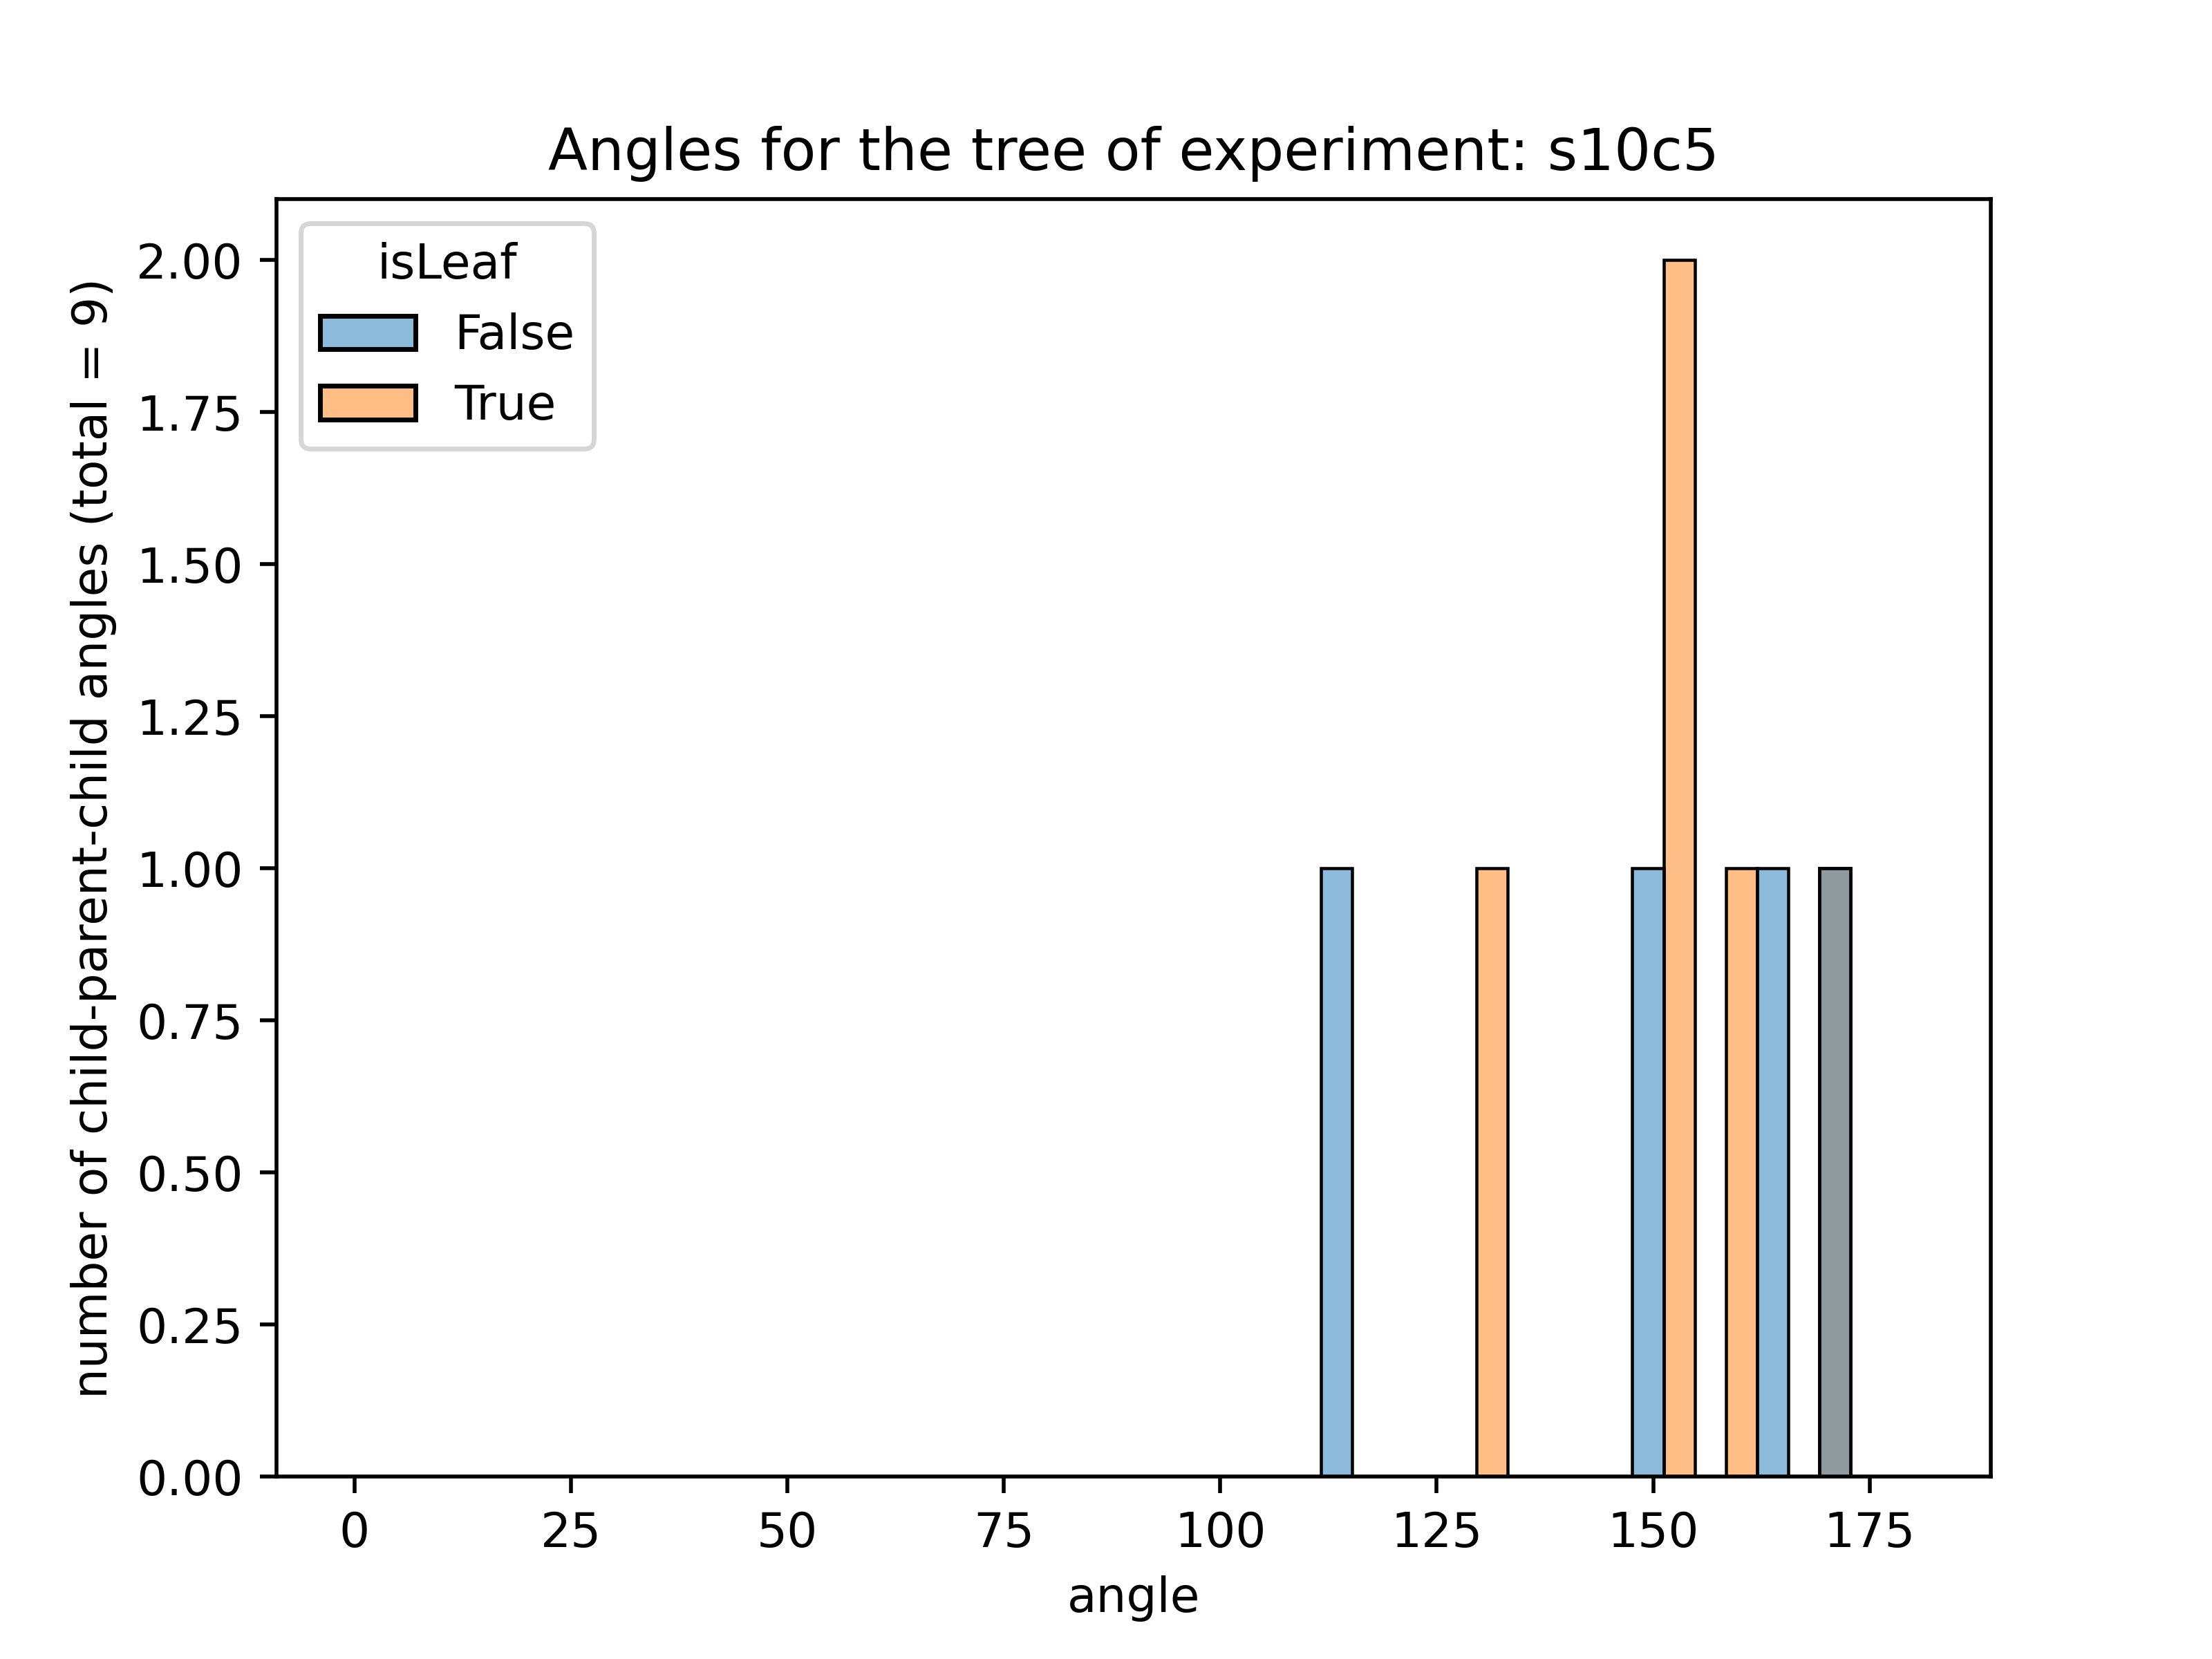 Angles for the tree of experiment: s10c5
isLeaf
False
True
number of child-parent-child angles (total = 9)
2.00
1.75
1.50
1.25
1.00
0.75
0.50
0.25
0.00
0 25 50 75 100 125 150 175
angle